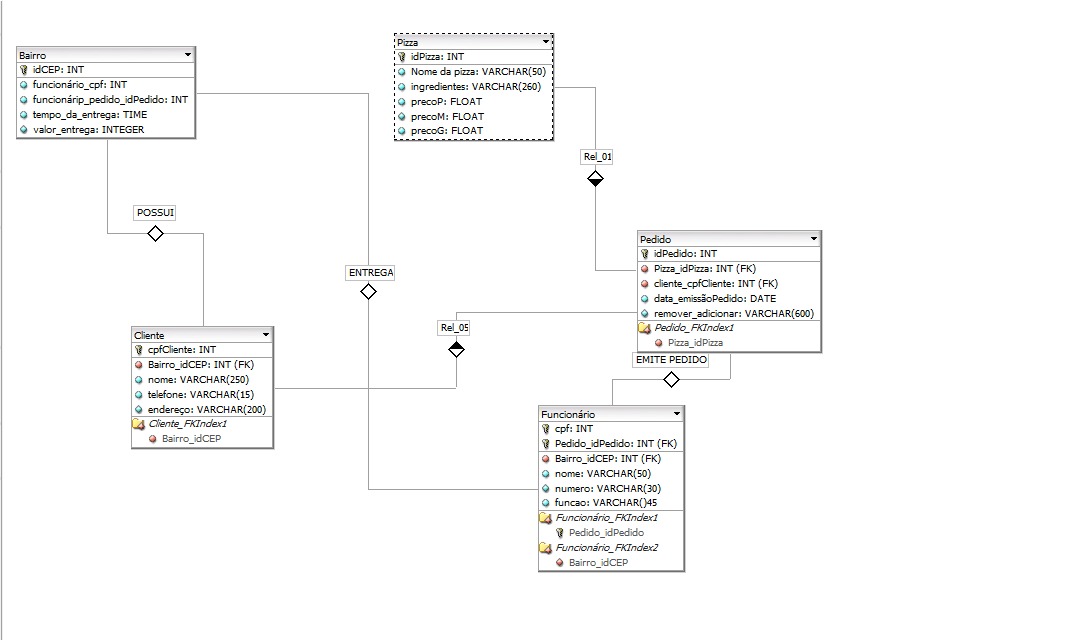 Bairro
idCEP: INT
funcionário_cpf: INT
funcionárip_pedido_idPedido: INT
tempo_da_entrega: TIME
valor_entrega: INTEGER
Pizza
idPizza: INT
Nome da pizza: VARCHAR(50)
ingredientes: VARCHAR(260)
precoP: FLOAT
precoM: FLOAT
precoG: FLOAT
Rel_01
POSSUI
ENTREGA
Pedido
idPedido: INT
Pizza_idPizza: INT (FK)
cliente_cpfCliente: INT (FK)
data_emissãoPedido: DATE
remover_adicionar: VARCHAR(600)
Pedido_FKIndex1
Pizza_idPizza
Rel_05
Cliente
cpfCliente: INT
Bairro_idCEP: INT (FK)
nome: VARCHAR(250)
telefone: VARCHAR(15)
endereço: VARCHAR(200)
Cliente_FKIndex1
Bairro_idCEP
EMITE PEDIDO
Funcionário
cpf: INT
Pedido_idPedido: INT (FK)
Bairro_idCEP: INT (FK)
nome: VARCHAR(50)
numero: VARCHAR(30)
funcao: VARCHAR()45
Funcionário_FKIndex1
Pedido_idPedido
Funcionário_FKIndex2
Bairro_idCEP